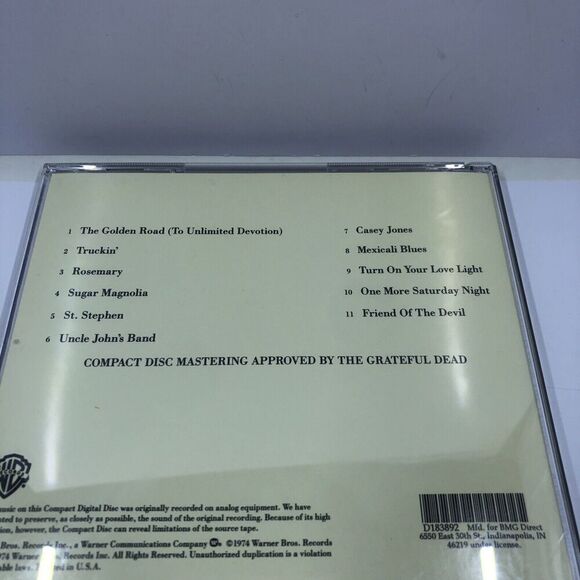 1 The Golden Road (To Unlimited Devotion)
2 Truckin'
3 Rosemary
4 Sugar Magnolia
5 St. Stephen
6 Uncle John's Band
7 Casey Jones
8 Mexicali Blues
9 Turn On Your Love Light
10 One More Saturday Night
11 Friend Of The Devil
COMPACT DISC MASTERING APPROVED BY THE GRATEFUL DEAD
music on this Compact Digital Disc was originally recorded on analog equipment. We have
to preserve, as closely as possible, the sound of the original recording. Because of its high
however, the Compact Disc can reveal limitations of the source tape.
Bros. Records Inc., a Warner Communications Company ©1974 Warner Bros. Records
1974 Warner Bros. Records Inc. All Rights Reserved. Unauthorized duplication is a violation
laws. in U.S.A.
D183892 Mfd. for BMG Direct
6550 East 30th St., Indianapolis, IN
46219 under license.